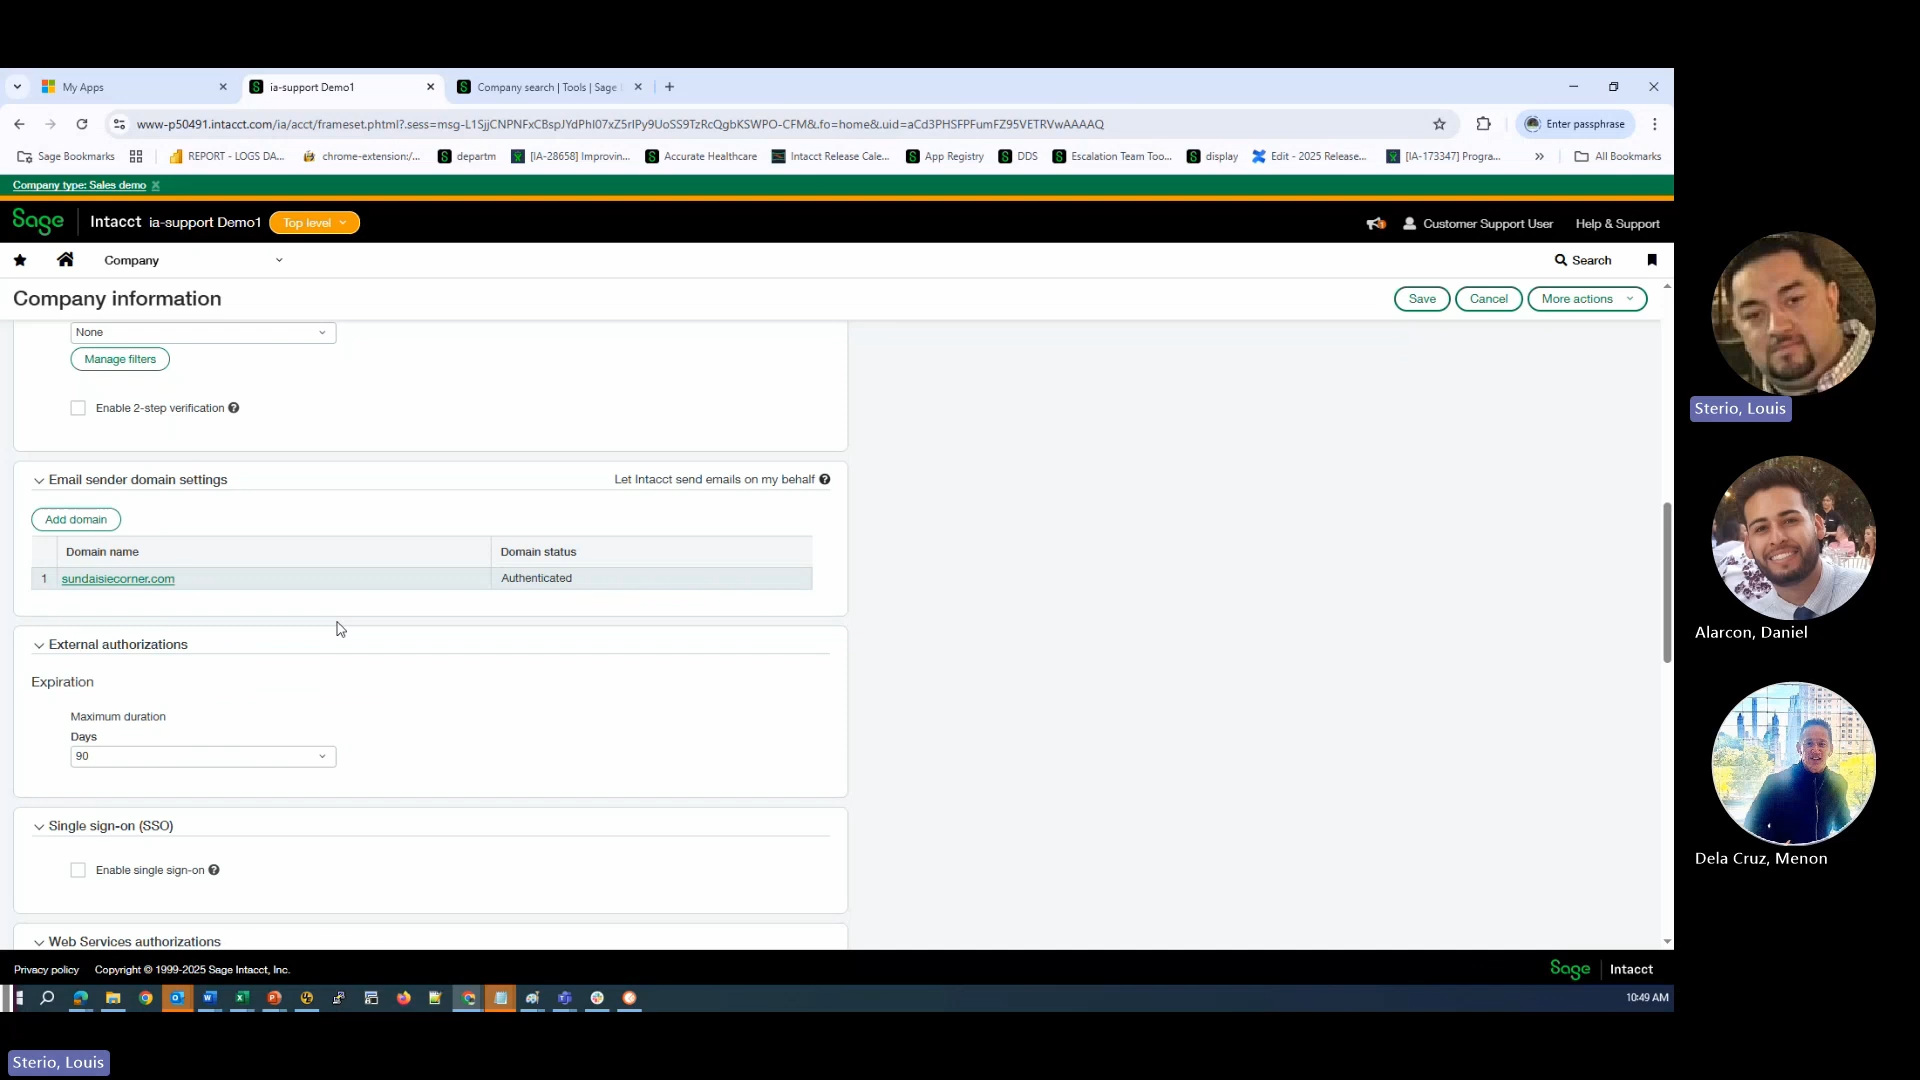 My Apps
ia-support Demo1
Company search | Tools | Sage
www-p50491.intacct.com/ia/acct/frameset.phtml?.sess=msg-L1SjjCNPNFxCBspJYdPhI07xZ5rIPy9UoSS9TzRcQgbKSWPO-CFM&.fo=home&.uid=aCd3PHSFPFumFZ95VETRVwAAAAQ
Enter passphrase
Sage Bookmarks
REPORT - LOGS DA...
chrome-extension:/...
departm
[IA-28658] Improvin...
Accurate Healthcare
Intacct Release Cale...
App Registry
DDS
Escalation Team Too...
display
Edit - 2025 Release...
[IA-173347] Progra...
All Bookmarks
Company type: Sales demo x
Sage Intacct ia-support Demo1 Top level
Customer Support User
Help & Support
Company
Search
Company information
Save
Cancel
More actions
None
Manage filters
Enable 2-step verification ?
Email sender domain settings
Let Intacct send emails on my behalf ?
Add domain
Domain name Domain status
1 sundaisiecorner.com Authenticated
External authorizations
Expiration
Maximum duration
Days
90
Single sign-on (SSO)
Enable single sign-on ?
Web Services authorizations
Privacy policy Copyright © 1999-2025 Sage Intacct, Inc.
Sage Intacct
10:49 AM
Sterio, Louis
Alarcon, Daniel
Dela Cruz, Menon
Sterio, Louis